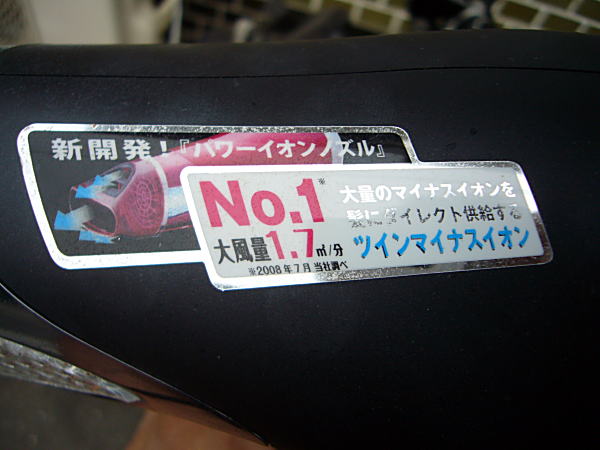 新開発!『パワーイオンノズル』
No.1※
大風量1.7㎥/分
※2008年7月 当社調べ
大量のマイナスイオンを
髪にダイレクト供給する
ツインマイナスイオン